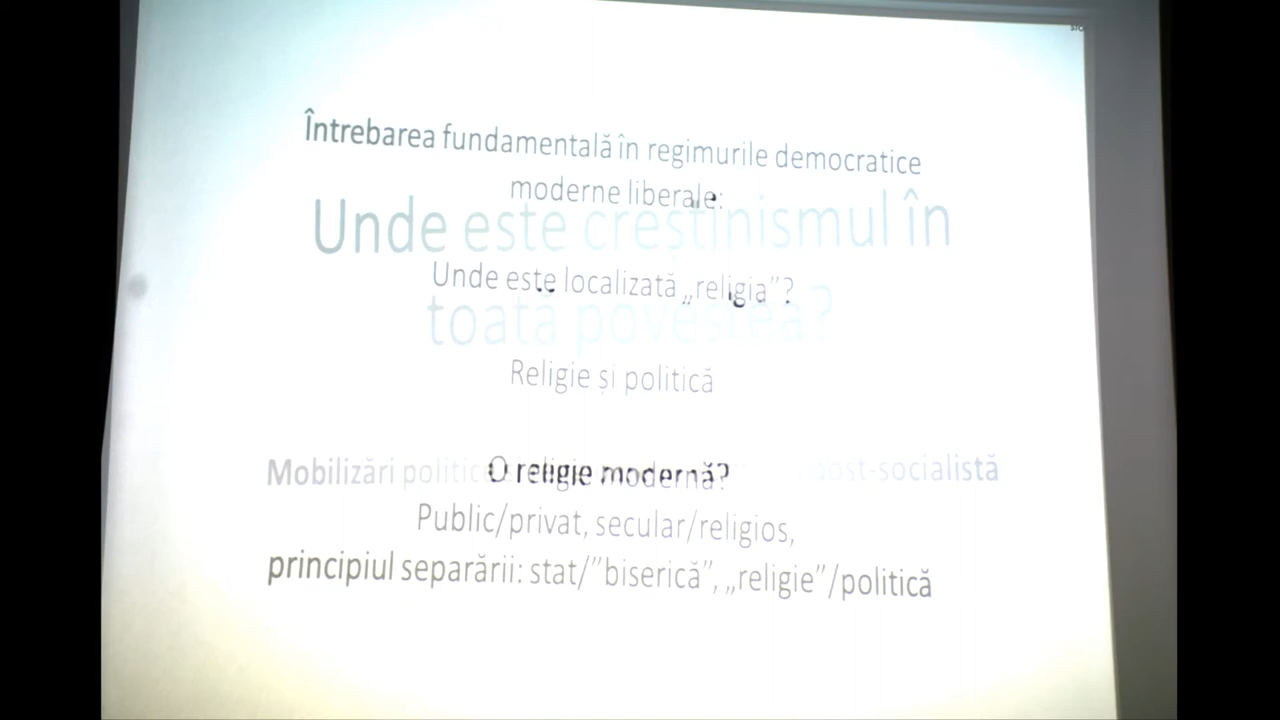 Întrebarea fundamentală în regimurile democratice
moderne liberale:
Unde este creștinismul în
Unde este localizată „religia”?
toată povestea?
Religie și politică
Mobilizări politic
O religie modernă?
post-socialistă
Public/privat, secular/religios,
principiul separării: stat/”biserică”, „religie”/politică